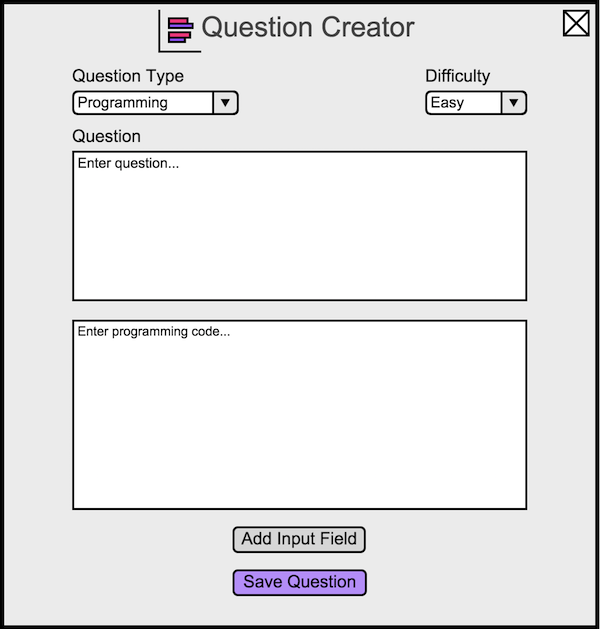 Question Creator
Question Type
Difficulty
Programming
Easy
Question
Enter question...
Enter programming code...
Add Input Field
Save Question